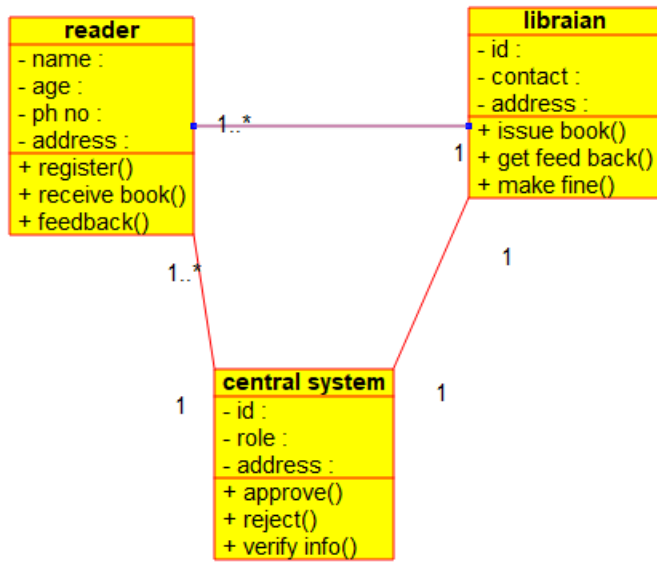 reader
- name :
- age :
- ph no :
- address :
+ register()
+ receive book()
+ feedback()
libraian
- id :
- contact :
- address :
+ issue book()
+ get feed back()
+ make fine()
1..*
1
1..*
1
1
1
central system
- id :
- role :
- address :
+ approve()
+ reject()
+ verify info()